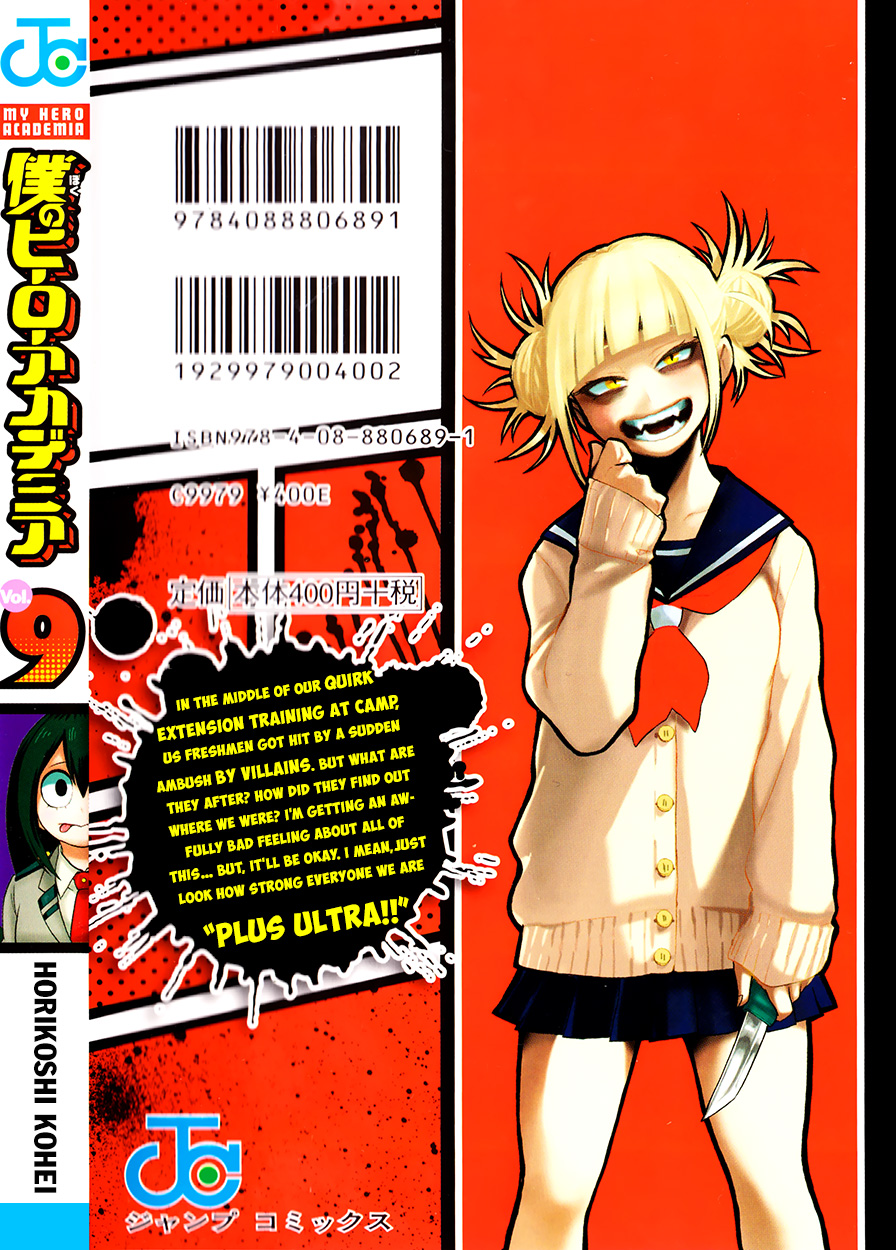 JC
MY HERO
ACADEMIA
僕のヒーローアカデミア
ぼく
Vol.
9
HORIKOSHI KOHEI
9784088806891
1929979004002
ISBN978-4-08-880689-1
C9979 ¥400E
定価 本体400円+税
IN THE MIDDLE OF OUR QUIRK
EXTENSION TRAINING AT CAMP,
US FRESHMEN GOT HIT BY A SUDDEN
AMBUSH BY VILLAINS. BUT WHAT ARE
THEY AFTER? HOW DID THEY FIND OUT
WHERE WE WERE? I'M GETTING AN AW-
FULLY BAD FEELING ABOUT ALL OF
THIS... BUT, IT'LL BE OKAY. I MEAN, JUST
LOOK HOW STRONG EVERYONE WE ARE
“PLUS ULTRA!!”
JC
ジャンプ コミックス